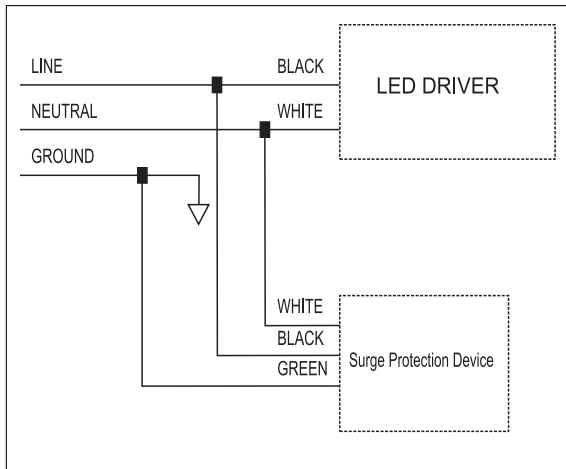 LINE
BLACK
LED DRIVER
NEUTRAL
WHITE
GROUND
WHITE
BLACK
Surge Protection Device
GREEN